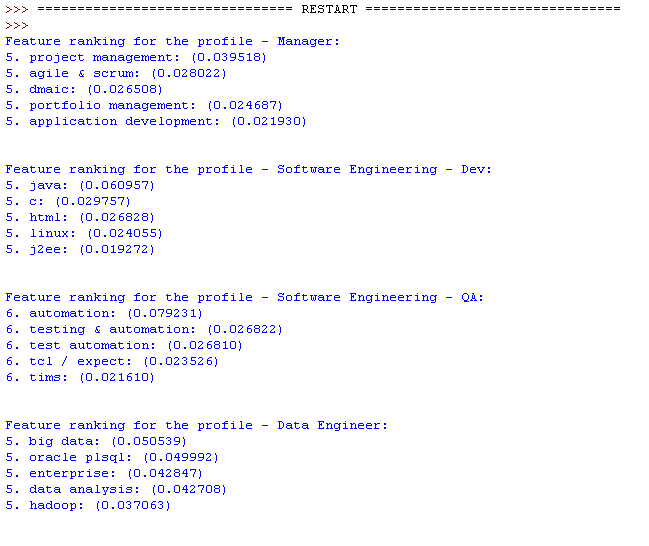 >>> ================================ RESTART ================================
>>>
Feature ranking for the profile - Manager:
5. project management: (0.039518)
5. agile & scrum: (0.028022)
5. dmaic: (0.026508)
5. portfolio management: (0.024687)
5. application development: (0.021930)
Feature ranking for the profile - Software Engineering - Dev:
5. java: (0.060957)
5. c: (0.029757)
5. html: (0.026828)
5. linux: (0.024055)
5. j2ee: (0.019272)
Feature ranking for the profile - Software Engineering - QA:
6. automation: (0.079231)
6. testing & automation: (0.026822)
6. test automation: (0.026810)
6. tcl / expect: (0.023526)
6. tims: (0.021610)
Feature ranking for the profile - Data Engineer:
5. big data: (0.050539)
5. oracle plsql: (0.049992)
5. enterprise: (0.042847)
5. data analysis: (0.042708)
5. hadoop: (0.037063)